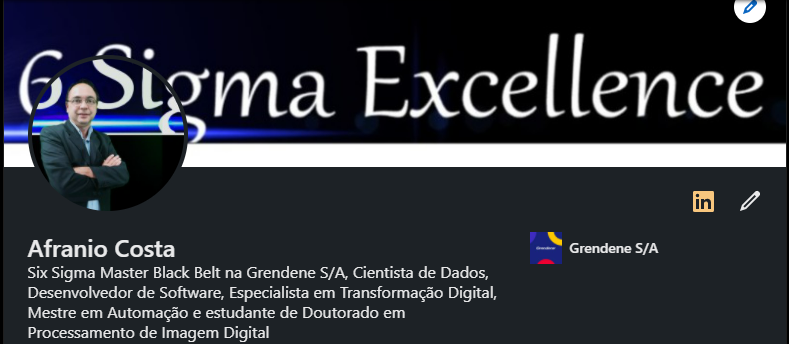 6 Sigma Excellence
in
Afranio Costa
Grendene S/A
Six Sigma Master Black Belt na Grendene S/A, Cientista de Dados,
Desenvolvedor de Software, Especialista em Transformação Digital,
Mestre em Automação e estudante de Doutorado em
Processamento de Imagem Digital